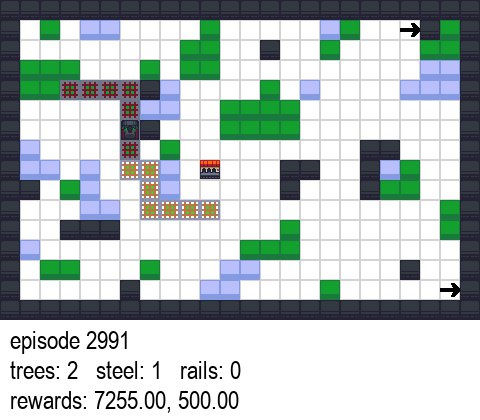 episode 2991
trees: 2 steel: 1 rails: 0
rewards: 7255.00, 500.00